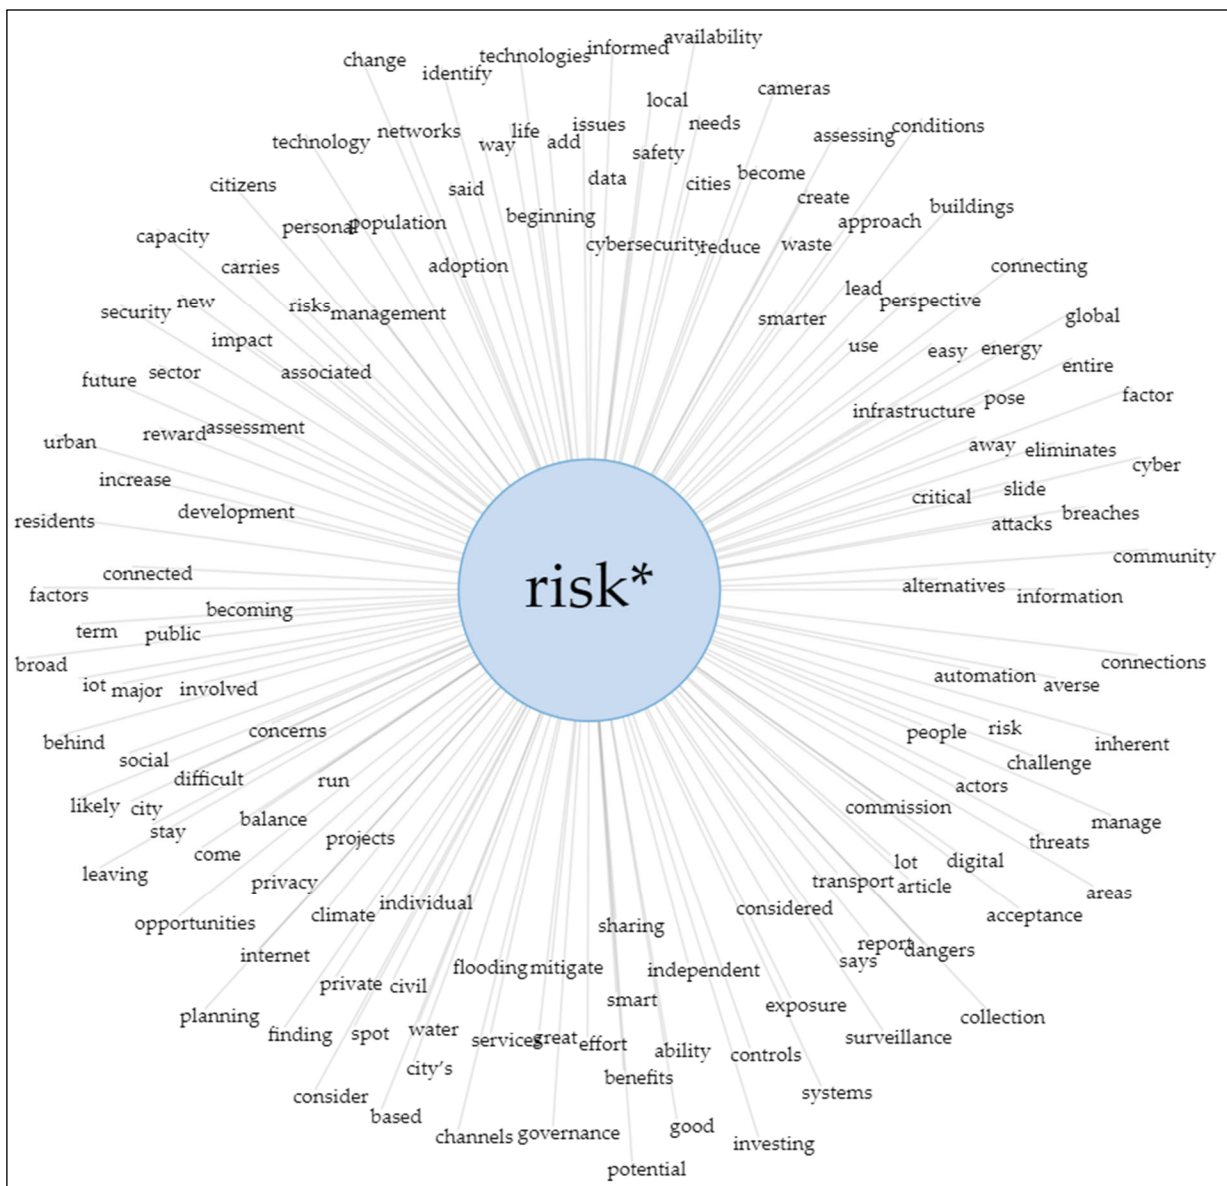 availability
informed
technologies
change
identify
cameras
local
needs
issues
conditions
assessing
networks
life
add
way
technology
safety
data
become
cities
citizens
said
create
buildings
beginning
approach
personal
population
capacity
cybersecurity
reduce
waste
carries
adoption
connecting
lead
perspective
new
security
risks
management
global
smarter
impact
use
easy
energy
entire
sector
associated
future
factor
infrastructure
pose
reward
assessment
urban
away
eliminates
cyber
increase
critical
slide
residents
development
attacks
breaches
community
connected
risk*
alternatives
information
factors
becoming
term
public
broad
connections
iot
major
involved
automation
averse
concerns
people
risk
behind
inherent
social
challenge
difficult
run
actors
likely
city
commission
stay
balance
manage
projects
threats
come
lot
digital
leaving
privacy
transport
article
areas
individual
considered
acceptance
opportunities
climate
sharing
report
dangers
internet
says
flooding
mitigate
independent
private
civil
smart
exposure
planning
collection
finding
spot
water
services
great
effort
surveillance
ability
controls
city's
benefits
consider
systems
based
channels
governance
good
investing
potential